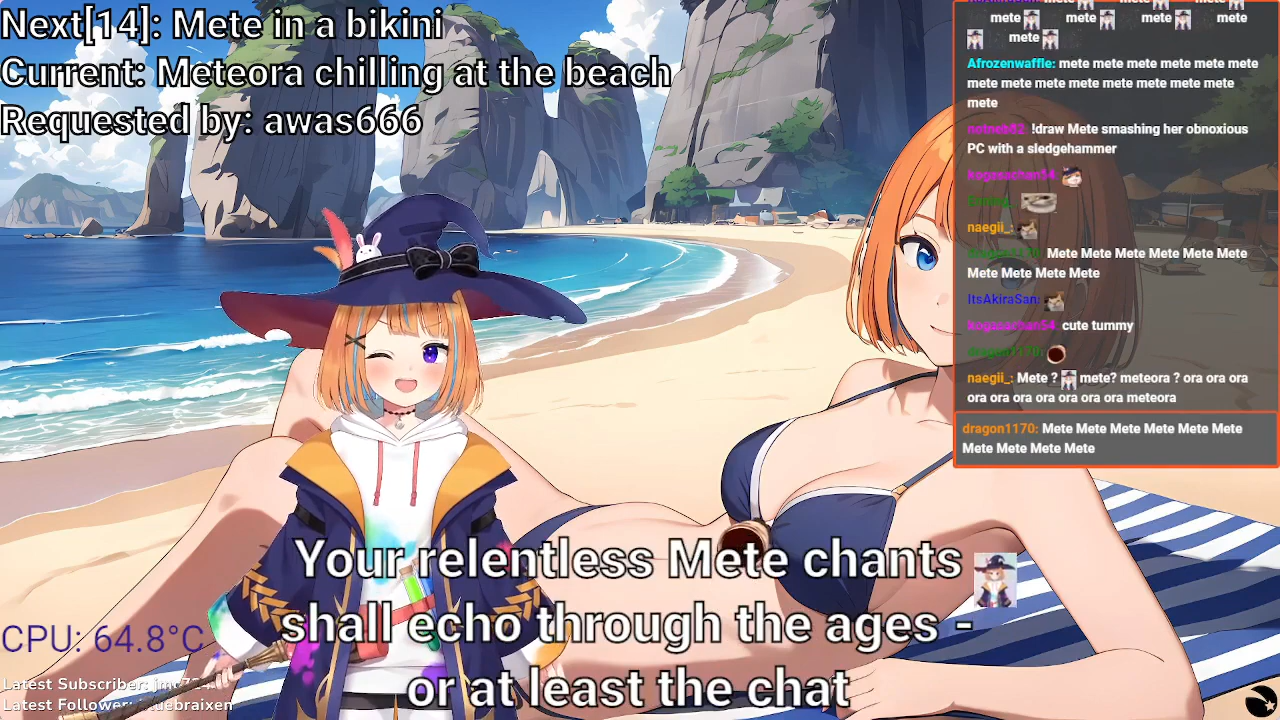 Next[14]: Mete in a bikini
Current: Meteora chilling at the beach
Requested by: awas666
mete mete mete mete
mete
Afrozenwaffle: mete mete mete mete mete mete
mete mete mete mete mete mete mete mete
mete
notneb82: !draw Mete smashing her obnoxious
PC with a sledgehammer
kogasachan54:
naegii_:
dragon1170: Mete Mete Mete Mete Mete Mete
Mete Mete Mete Mete
ItsAkiraSan:
kogasachan54: cute tummy
dragon1170:
naegii_: Mete ? mete? meteora ? ora ora ora
ora ora ora ora ora ora ora meteora
dragon1170: Mete Mete Mete Mete Mete Mete
Mete Mete Mete Mete
Your relentless Mete chants
shall echo through the ages -
or at least the chat
CPU: 64.8°C
Latest Subscriber:
Latest Follower: